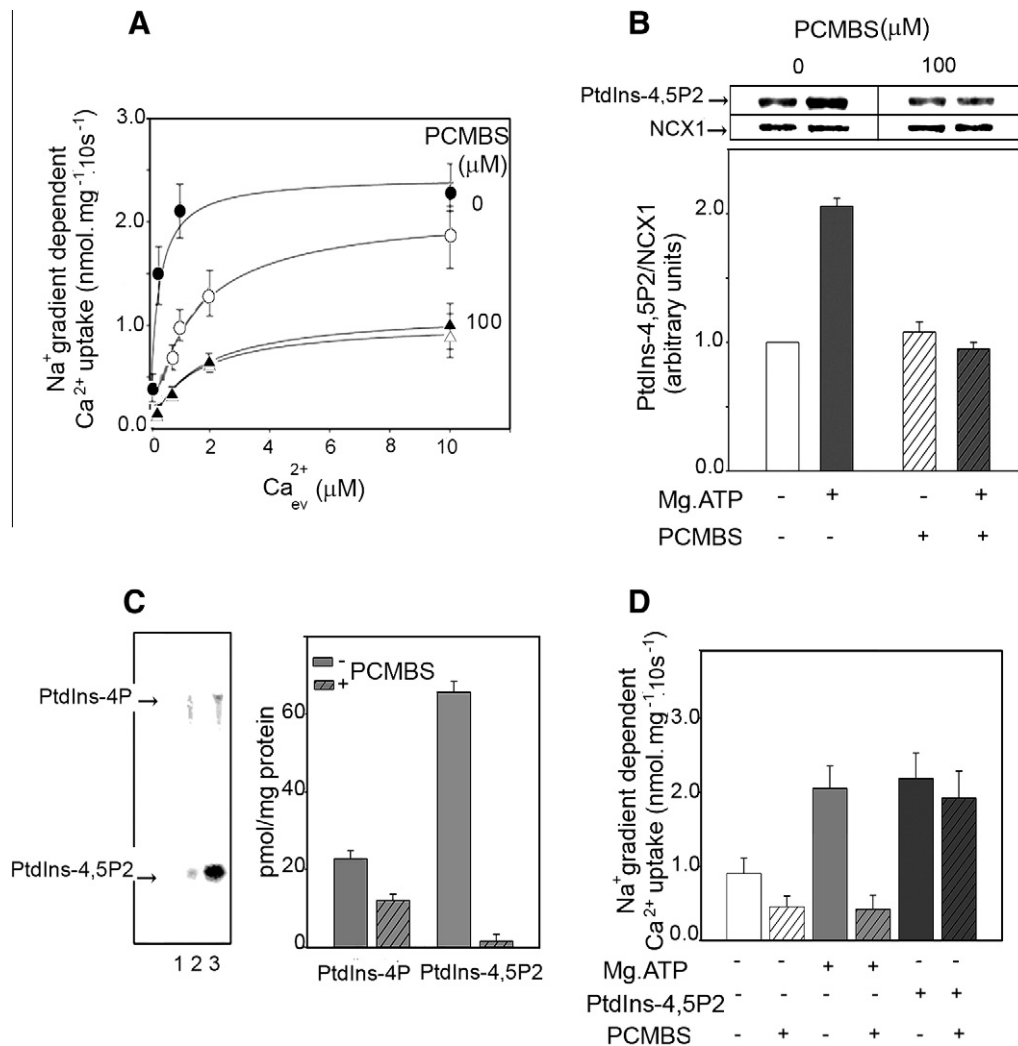 A
Na+ gradient dependent
Ca2+ uptake (nmol. mg-1.10s-1)
3.0
2.0
1.0
0.0
PCMBS
(μM)
0
100
0
2
4
6
8
10
Ca2+ev (μM)
B
PCMBS(μM)
0
100
PtdIns-4,5P2→
NCX1→
PtdIns-4,5P2/NCX1
(arbitrary units)
2.0
1.0
0.0
Mg.ATP - + - +
PCMBS - - + +
C
PtdIns-4P →
PtdIns-4,5P2 →
1 2 3
pmol/mg protein
60
40
20
0
- PCMBS
+
PtdIns-4P PtdIns-4,5P2
D
Na+gradient dependent
Ca2+ uptake (nmol. mg-1.10s-1)
3.0
2.0
1.0
0.0
Mg.ATP - - + + - -
PtdIns-4,5P2 - - - - + +
PCMBS - + - + - +